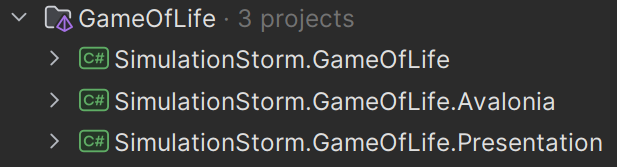 GameOfLife · 3 projects
C# SimulationStorm.GameOfLife
C# SimulationStorm.GameOfLife.Avalonia
C# SimulationStorm.GameOfLife.Presentation